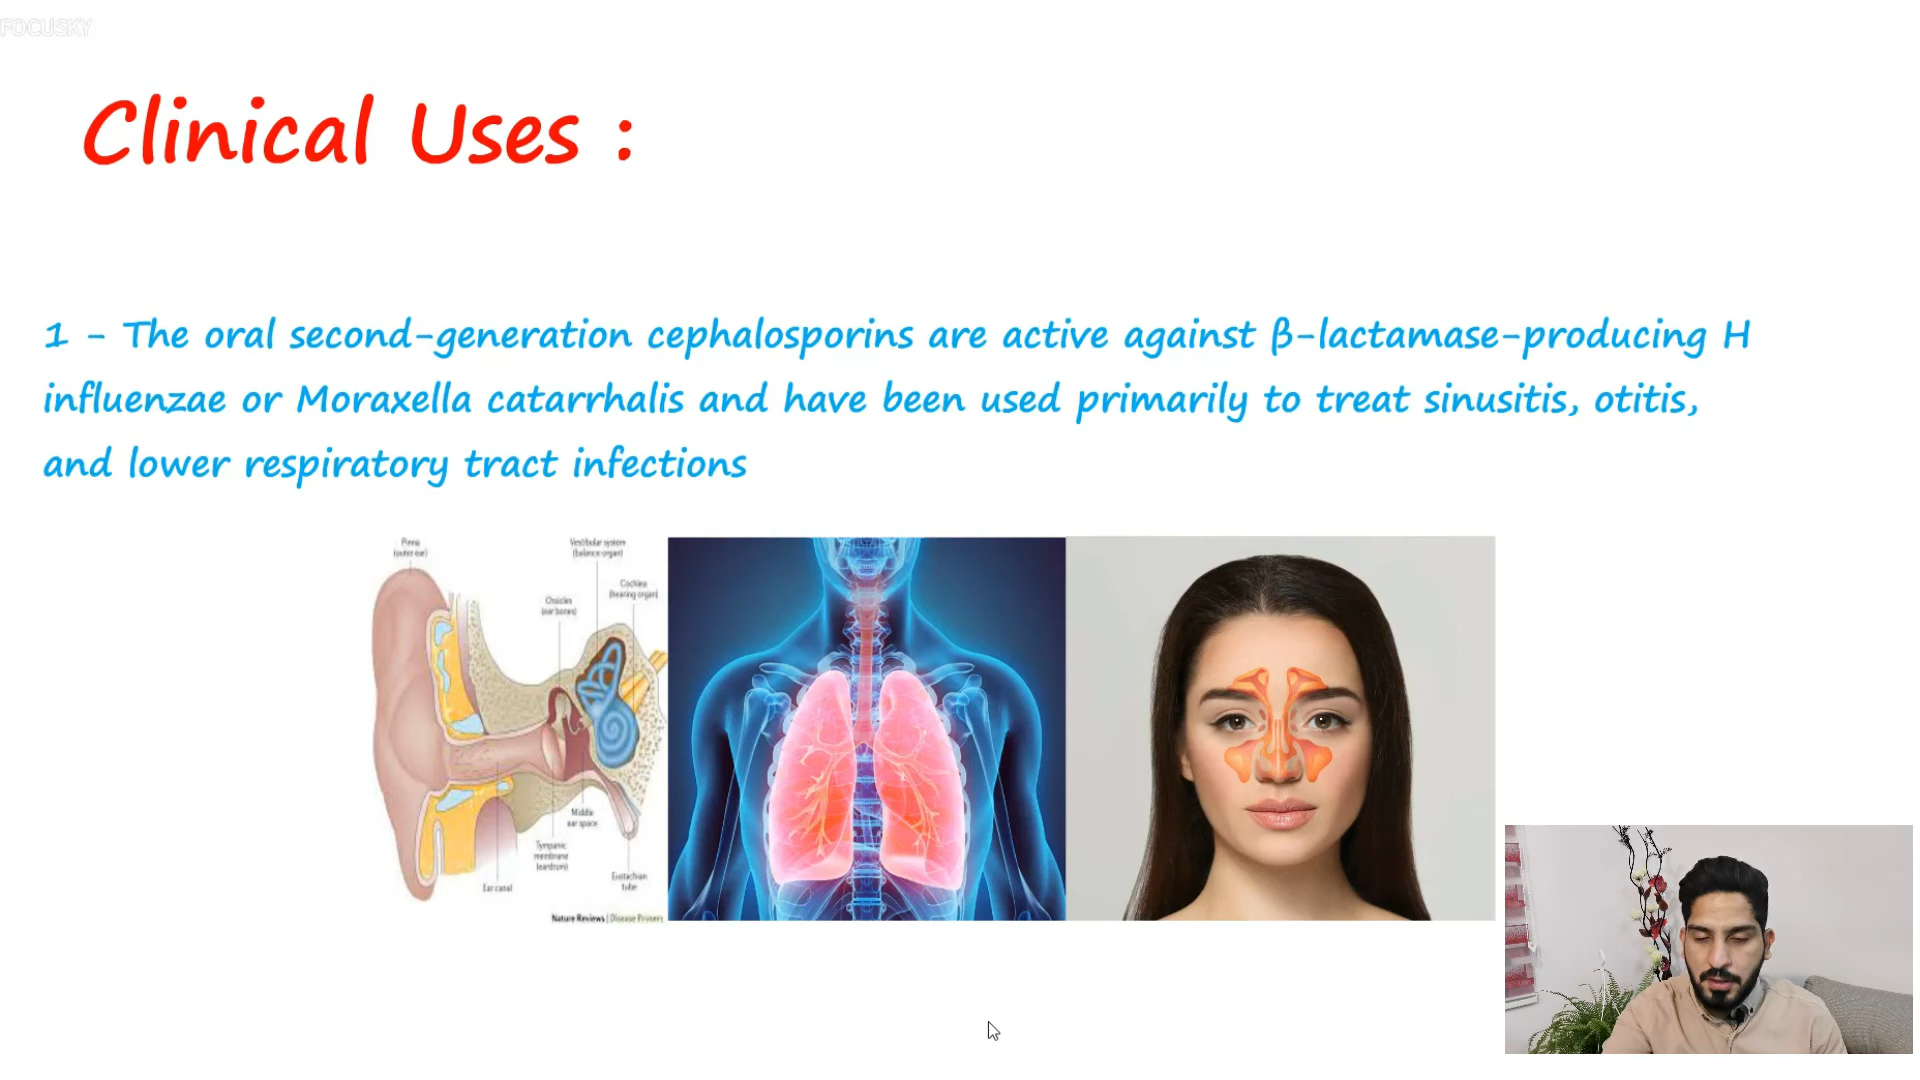 FOCUSKY
Clinical Uses :
1 - The oral second-generation cephalosporins are active against β-lactamase-producing H
influenzae or Moraxella catarrhalis and have been used primarily to treat sinusitis, otitis,
and lower respiratory tract infections
Pinna
(outer ear)
Vestibular system
(balance organ)
Cochlea
(hearing organ)
Ossicles
(ear bones)
Middle
ear space
Tympanic
membrane
(eardrum)
Eustachian
tube
Ear canal
Nature Reviews | Disease Primers